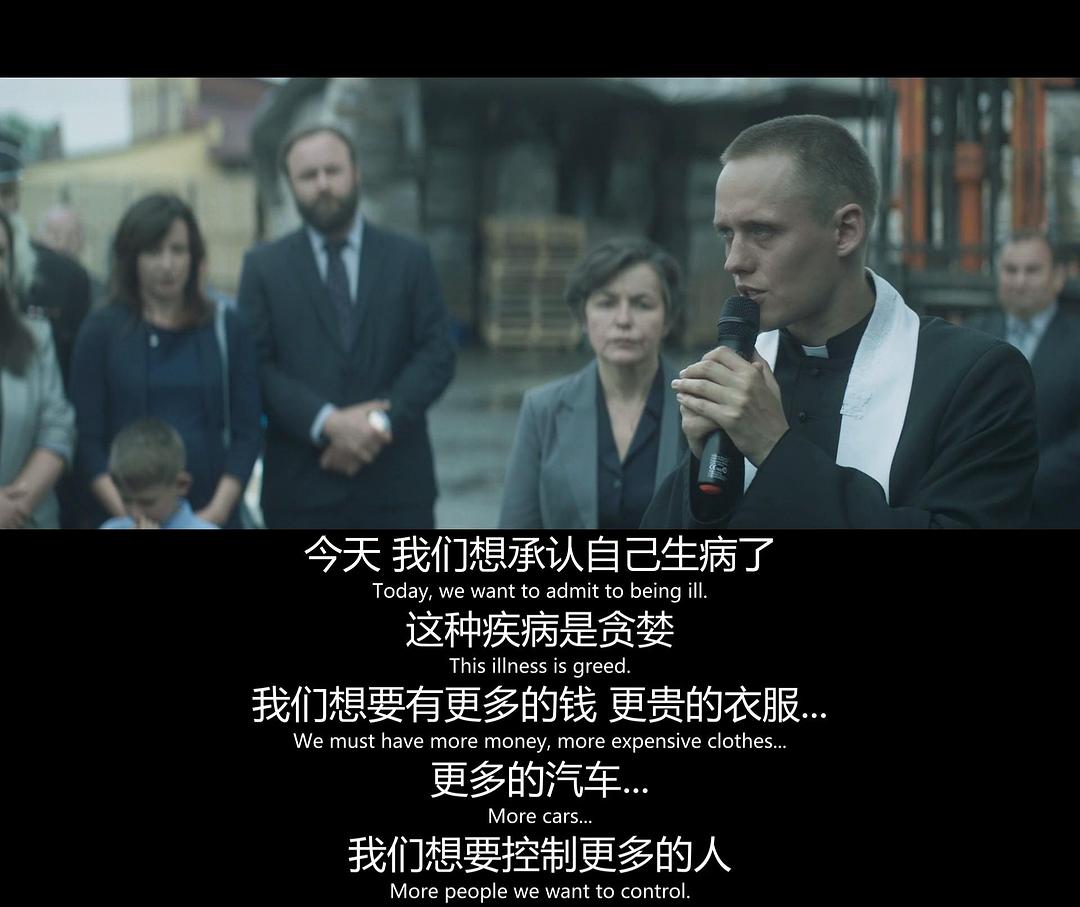 今天 我们想承认自己生病了
Today, we want to admit to being ill.
这种疾病是贪婪
This illness is greed.
我们想要有更多的钱 更贵的衣服...
We must have more money, more expensive clothes...
更多的汽车...
More cars...
我们想要控制更多的人
More people we want to control.